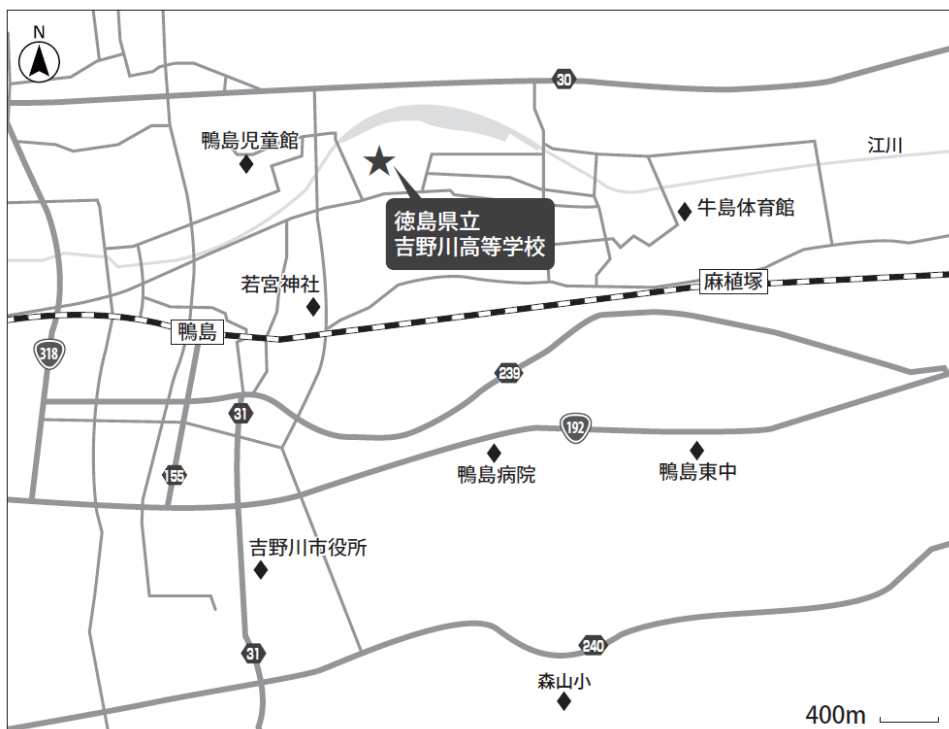 N
30
鴨島児童館
江川
徳島県立
吉野川高等学校
牛島体育館
若宮神社
麻植塚
鴨島
318
239
31
192
155
鴨島病院
鴨島東中
吉野川市役所
31
240
森山小
400m